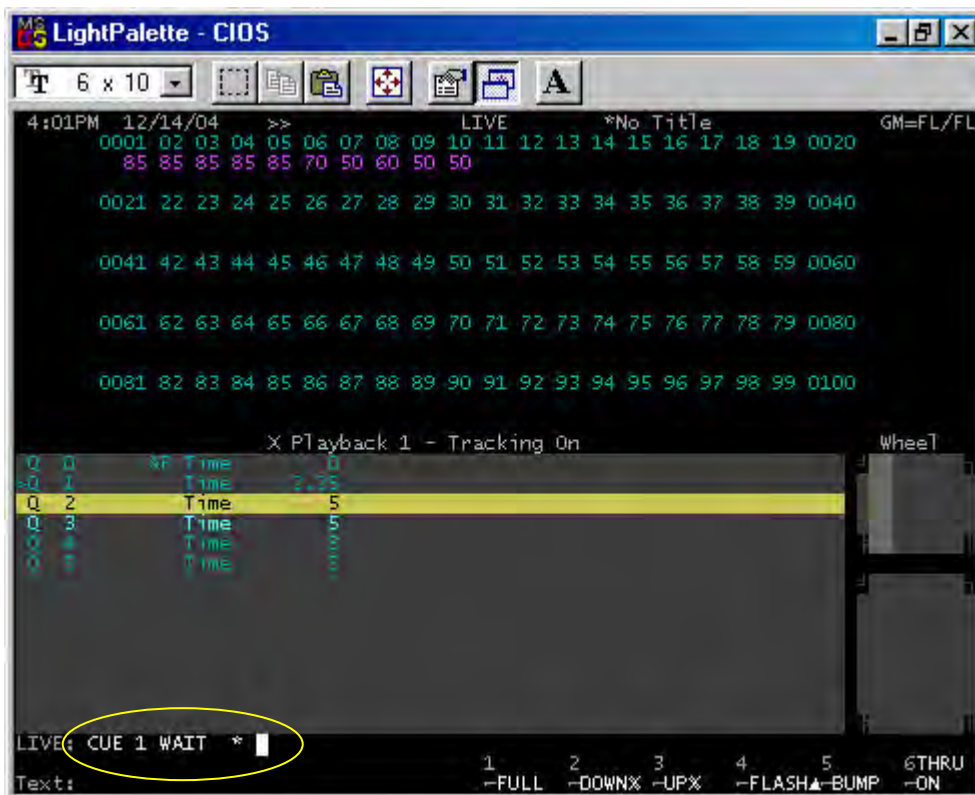 LightPalette - CIOS
6 x 10
4:01PM 12/14/04 >> LIVE *No Title GM=FL/FL
0001 02 03 04 05 06 07 08 09 10 11 12 13 14 15 16 17 18 19 0020
85 85 85 85 85 70 50 60 50 50
0021 22 23 24 25 26 27 28 29 30 31 32 33 34 35 36 37 38 39 0040
0041 42 43 44 45 46 47 48 49 50 51 52 53 54 55 56 57 58 59 0060
0061 62 63 64 65 66 67 68 69 70 71 72 73 74 75 76 77 78 79 0080
0081 82 83 84 85 86 87 88 89 90 91 92 93 94 95 96 97 98 99 0100
X Playback 1 - Tracking On Wheel
Q 0 Time 0
Q 1 Time
Q 2 Time 5
Q 3 Time 5
Q Time
Q Time
LIVE: CUE 1 WAIT *
1 2 3 4 5 6THRU
Text: ←FULL ←DOWN% ←UP% ←FLASH▲←BUMP ←ON